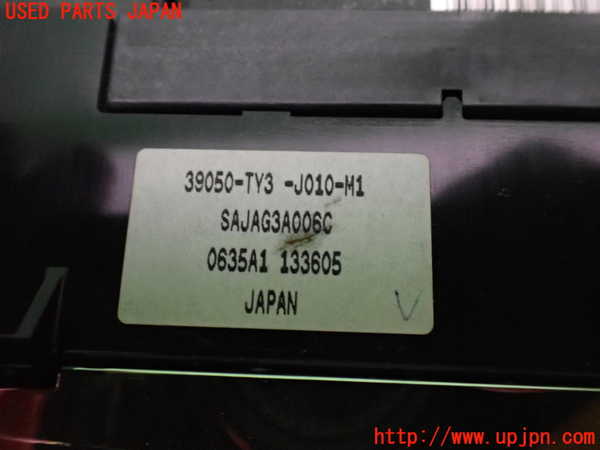 USED PARTS JAPAN
39050-TY3 -J010-M1
SAJAG3A006C
0635A1 133605
JAPAN
V
http://www.upjpn.com